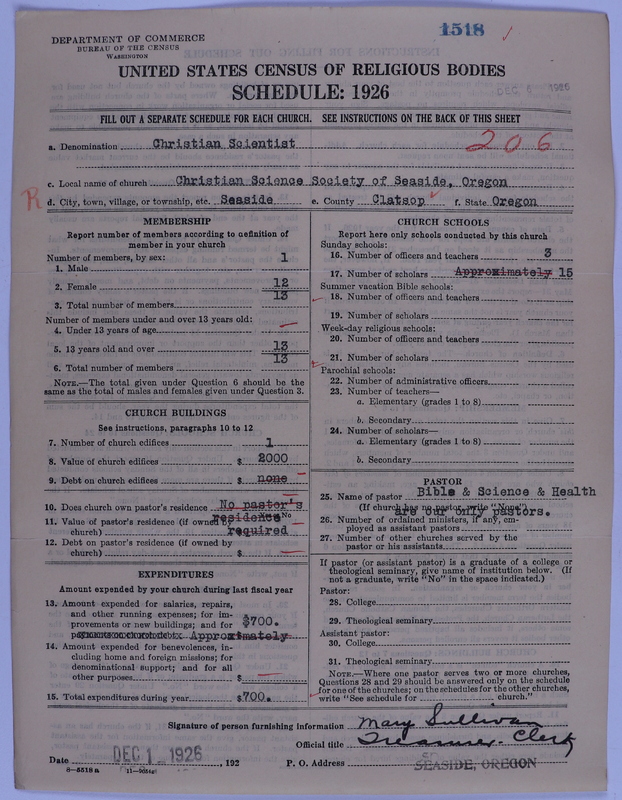 1518
DEPARTMENT OF COMMERCE
BUREAU OF THE CENSUS
WASHINGTON
UNITED STATES CENSUS OF RELIGIOUS BODIES
SCHEDULE: 1926
DEC 6 1926
FILL OUT A SEPARATE SCHEDULE FOR EACH CHURCH. SEE INSTRUCTIONS ON THE BACK OF THIS SHEET
a. Denomination Christian Scientist
206
c. Local name of church Christian Science Society of Seaside, Oregon
R
d. City, town, village, or township, etc. Seaside e. County Clatsop f. State Oregon
MEMBERSHIP
Report number of members according to definition of
member in your church
Number of members, by sex:
1. Male 1
2. Female 12
3. Total number of members 13
Number of members under and over 13 years old:
4. Under 13 years of age
5. 13 years old and over 13
6. Total number of members 13
NOTE.—The total given under Question 6 should be the
same as the total of males and females given under Question 3.
CHURCH BUILDINGS
See instructions, paragraphs 10 to 12
7. Number of church edifices 1
8. Value of church edifices $ 2000
9. Debt on church edifices $ none
10. Does church own pastor's residence No pastor's
11. Value of pastor's residence (if owned by residence No
church) required
12. Debt on pastor's residence (if owned by
church) $
EXPENDITURES
Amount expended by your church during last fiscal year
13. Amount expended for salaries, repairs,
and other running expenses; for im-
provements or new buildings; and for $700.
payments on church debt Approximately
14. Amount expended for benevolences, in-
cluding home and foreign missions; for
denominational support; and for all
other purposes $
15. Total expenditures during year $700.
CHURCH SCHOOLS
Report here only schools conducted by this church
Sunday schools:
16. Number of officers and teachers 3
17. Number of scholars Approximately 15
Summer vacation Bible schools:
18. Number of officers and teachers
19. Number of scholars
Week-day religious schools:
20. Number of officers and teachers
21. Number of scholars
Parochial schools:
22. Number of administrative officers
23. Number of teachers—
a. Elementary (grades 1 to 8)
b. Secondary
24. Number of scholars—
a. Elementary (grades 1 to 8)
b. Secondary
PASTOR
25. Name of pastor Bible & Science & Health
(If church has no pastor, write "None")
are our only pastors.
26. Number of ordained ministers, if any, em-
ployed as assistant pastors
27. Number of other churches served by the
pastor or his assistants
If pastor (or assistant pastor) is a graduate of a college or
theological seminary, give name of institution below. (If
not a graduate, write "No" in the space indicated.)
Pastor:
28. College
29. Theological seminary
Assistant pastor:
30. College
31. Theological seminary
NOTE.—Where one pastor serves two or more churches,
Questions 28 and 29 should be answered only on the schedule
for one of the churches; on the schedules for the other churches,
write "See schedule for church."
Signature of person furnishing information Mary Sullivan
Official title Treasurer. Clerk
Date DEC 1 1926, 192 P. O. Address SEASIDE, OREGON
8—5518 a